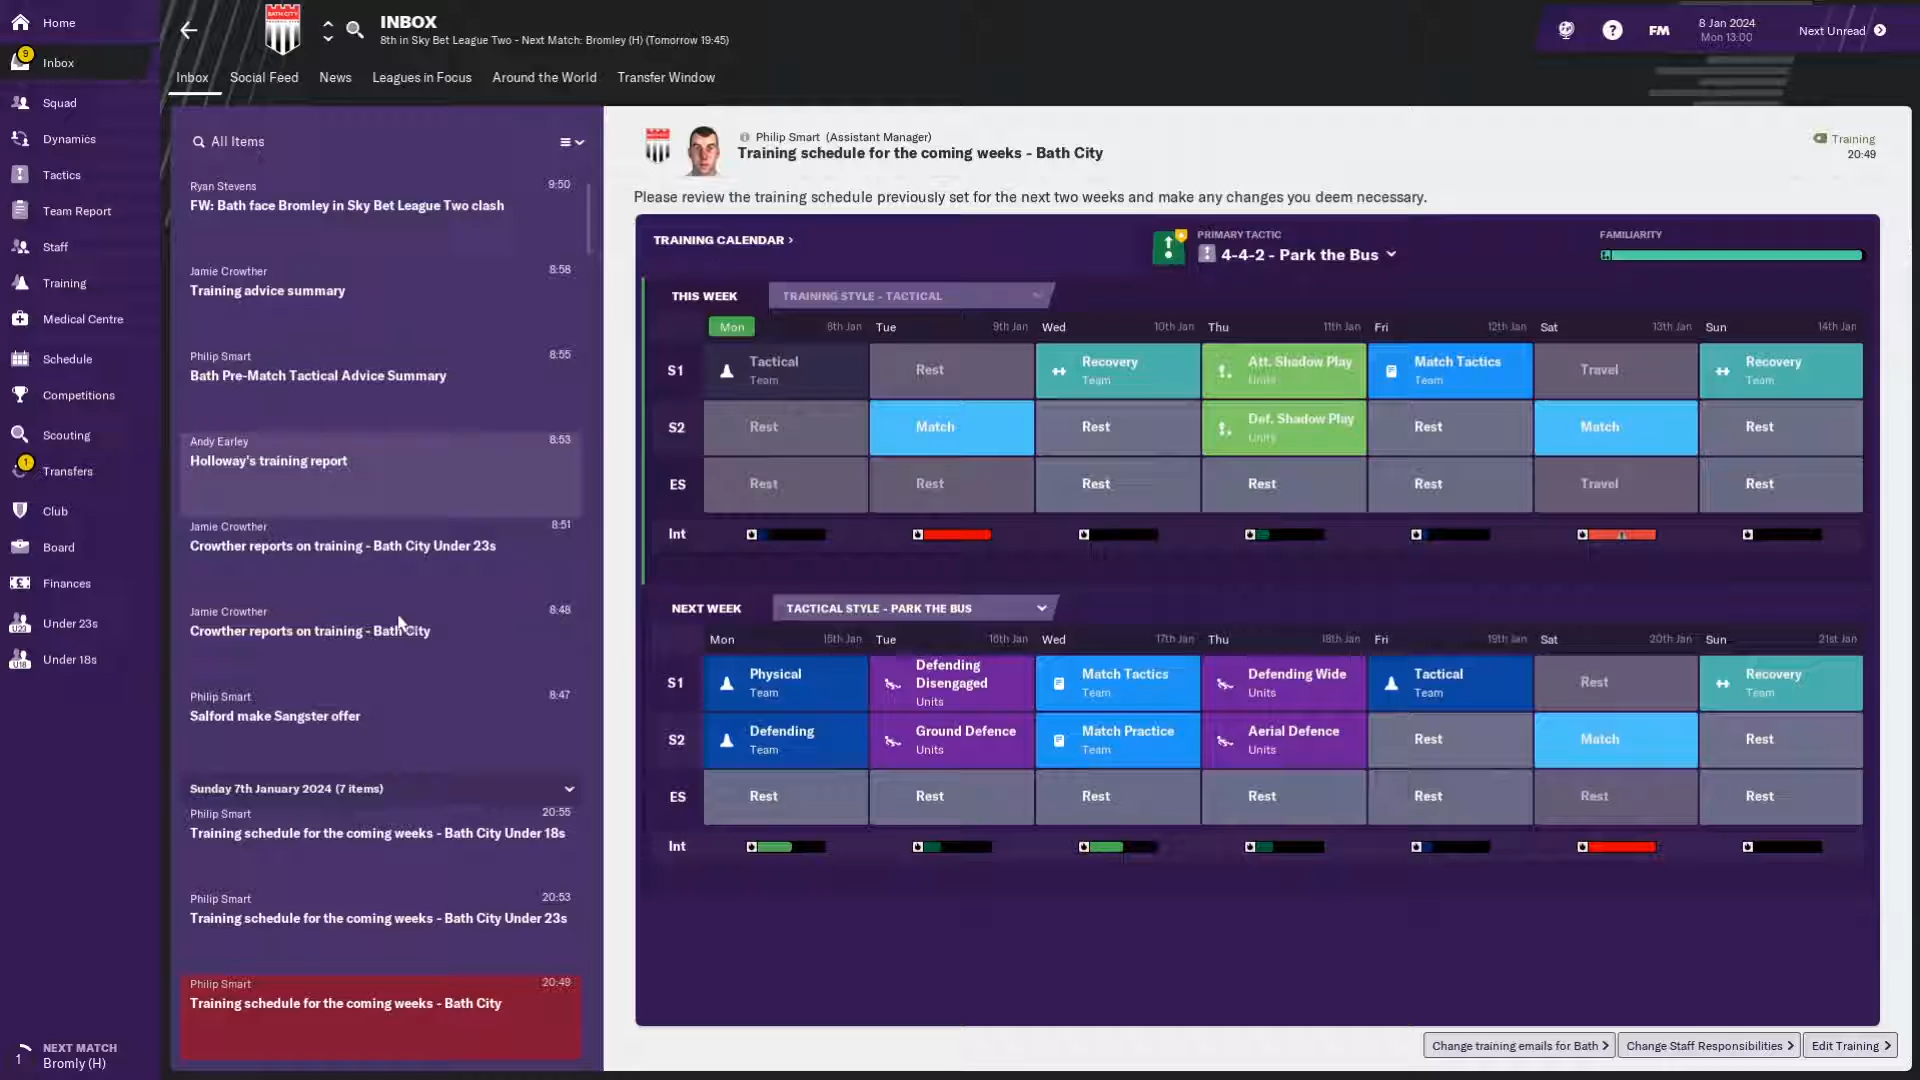 Home
9
Inbox
Squad
Dynamics
Tactics
Team Report
Staff
Training
Medical Centre
Schedule
Competitions
Scouting
1
Transfers
Club
Board
Finances
Under 23s
Under 18s
1
NEXT MATCH
Bromly (H)
BATH CITY
INBOX
8th in Sky Bet League Two - Next Match: Bromley (H) (Tomorrow 19:45)
Inbox Social Feed News Leagues in Focus Around the World Transfer Window
? FM 8 Jan 2024
Mon 13:00
Next Unread
All Items
Ryan Stevens 9:50
FW: Bath face Bromley in Sky Bet League Two clash
Jamie Crowther 8:58
Training advice summary
Philip Smart 8:55
Bath Pre-Match Tactical Advice Summary
Andy Earley 8:53
Holloway's training report
Jamie Crowther 8:51
Crowther reports on training - Bath City Under 23s
Jamie Crowther 8:48
Crowther reports on training - Bath City
Philip Smart 8:47
Salford make Sangster offer
Sunday 7th January 2024 (7 items)
Philip Smart 20:55
Training schedule for the coming weeks - Bath City Under 18s
Philip Smart 20:53
Training schedule for the coming weeks - Bath City Under 23s
Philip Smart 20:49
Training schedule for the coming weeks - Bath City
Philip Smart (Assistant Manager)
Training schedule for the coming weeks - Bath City
Training
20:49
Please review the training schedule previously set for the next two weeks and make any changes you deem necessary.
TRAINING CALENDAR >
PRIMARY TACTIC
4-4-2 - Park the Bus
FAMILIARITY
THIS WEEK TRAINING STYLE - TACTICAL
Mon 8th Jan Tue 9th Jan Wed 10th Jan Thu 11th Jan Fri 12th Jan Sat 13th Jan Sun 14th Jan
S1 Tactical Team Rest Recovery Team Att. Shadow Play Units Match Tactics Team Travel Recovery Team
S2 Rest Match Rest Def. Shadow Play Units Rest Match Rest
ES Rest Rest Rest Rest Rest Travel Rest
Int
NEXT WEEK TACTICAL STYLE - PARK THE BUS
Mon 15th Jan Tue 16th Jan Wed 17th Jan Thu 18th Jan Fri 19th Jan Sat 20th Jan Sun 21st Jan
S1 Physical Team Defending Disengaged Units Match Tactics Team Defending Wide Units Tactical Team Rest Recovery Team
S2 Defending Team Ground Defence Units Match Practice Team Aerial Defence Units Rest Match Rest
ES Rest Rest Rest Rest Rest Rest Rest
Int
Change training emails for Bath > Change Staff Responsibilities > Edit Training >